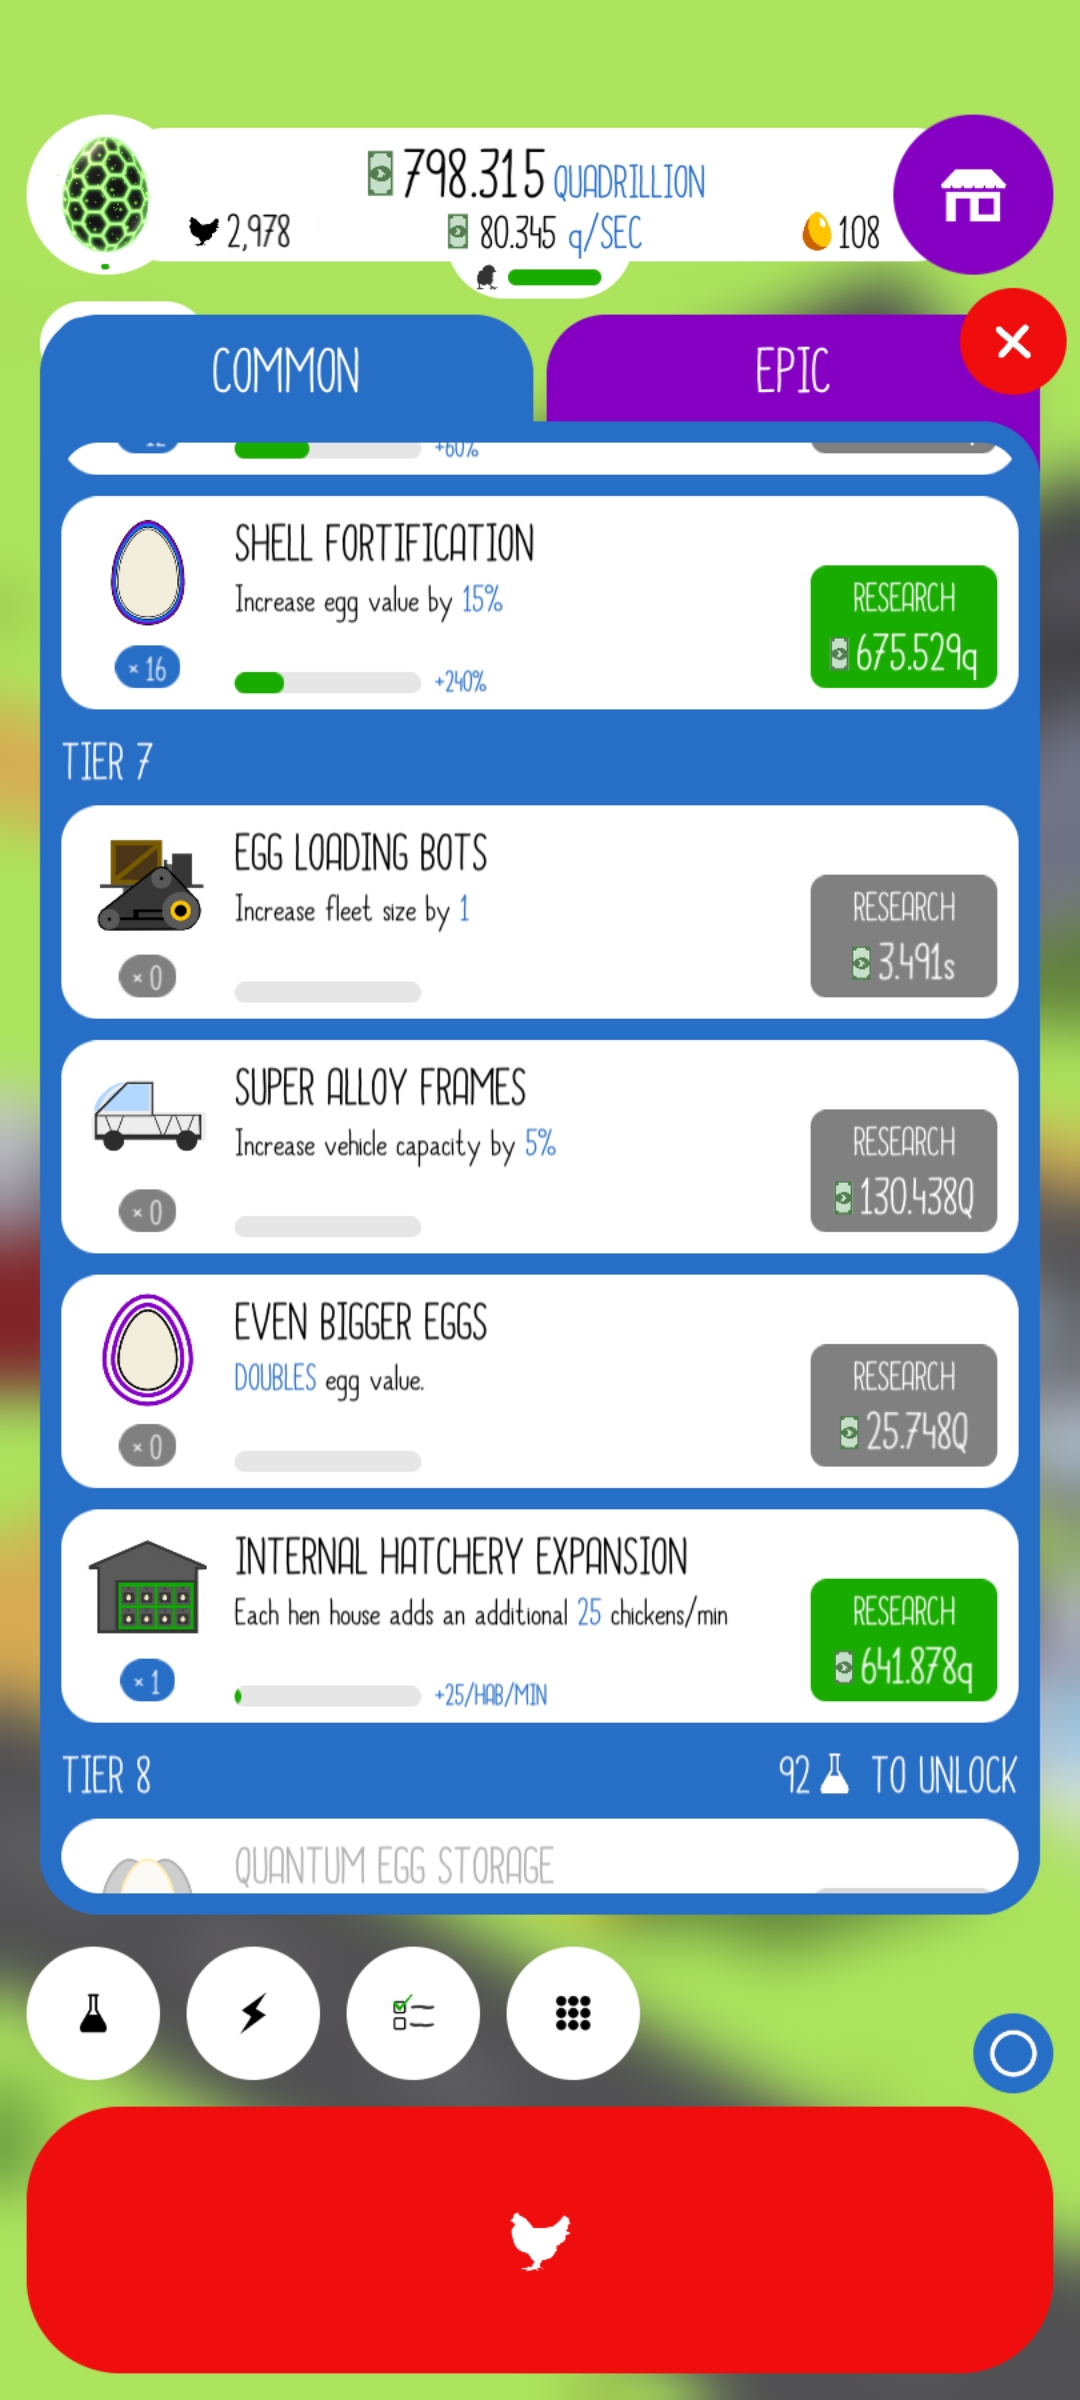 798.315 QUADRILLION
2,978
80.345 q/SEC
108
COMMON
EPIC
+60%
SHELL FORTIFICATION
Increase egg value by 15%
RESEARCH
675.529q
× 16
+240%
TIER 7
EGG LOADING BOTS
Increase fleet size by 1
RESEARCH
3.491s
× 0
SUPER ALLOY FRAMES
Increase vehicle capacity by 5%
RESEARCH
130.438Q
× 0
EVEN BIGGER EGGS
DOUBLES egg value.
RESEARCH
25.748Q
× 0
INTERNAL HATCHERY EXPANSION
Each hen house adds an additional 25 chickens/min
RESEARCH
641.878q
× 1
+25/HAB/MIN
TIER 8
92 TO UNLOCK
QUANTUM EGG STORAGE